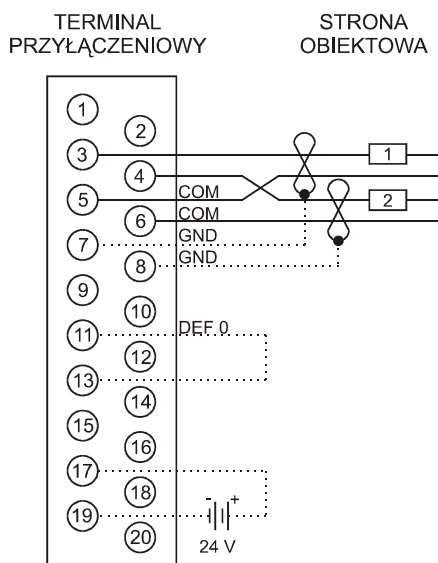 TERMINAL
PRZYŁĄCZENIOWY
STRONA
OBIEKTOWA
1
2
3
1
4
5
COM
2
6
COM
7
GND
8
GND
9
10
11
DEF 0
12
13
14
15
16
17
18
19
- +
20
24 V